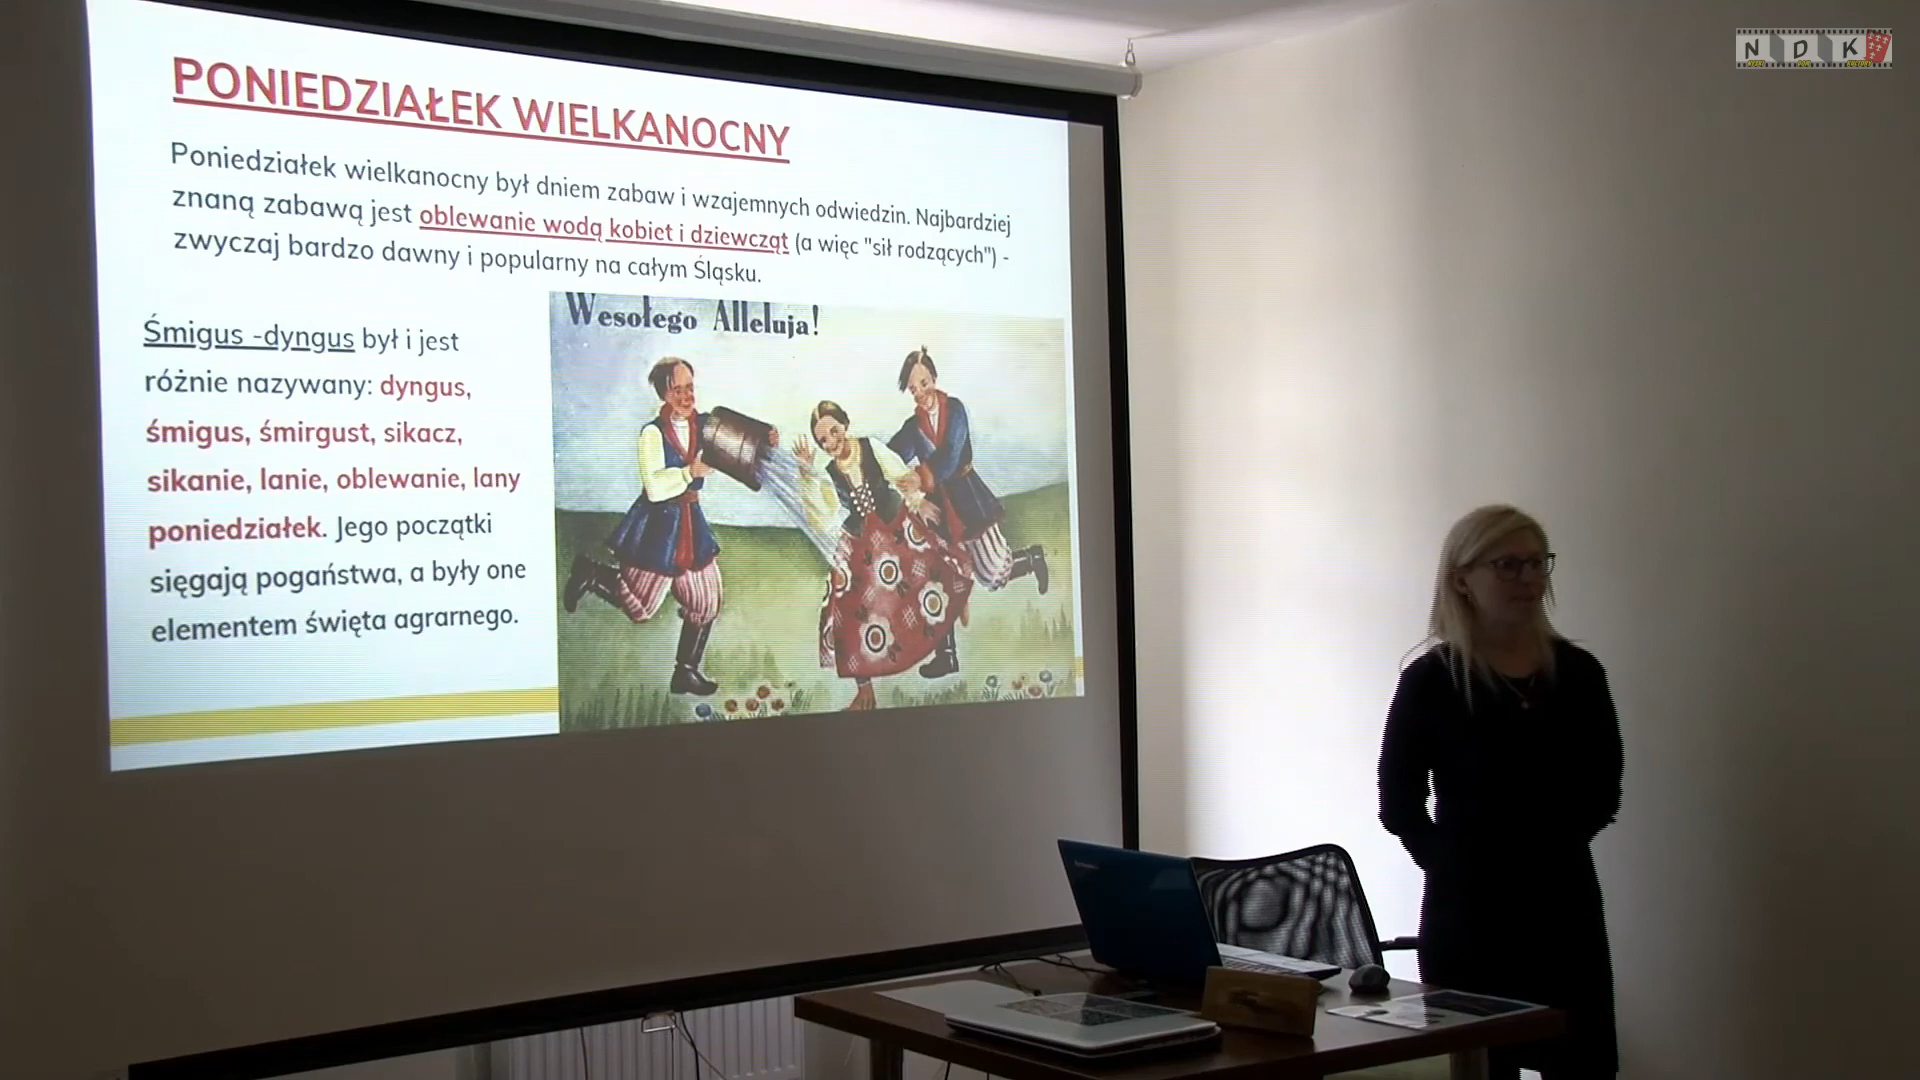 PONIEDZIAŁEK WIELKANOCNY
Poniedziałek wielkanocny był dniem zabaw i wzajemnych odwiedzin. Najbardziej
znaną zabawą jest oblewanie wodą kobiet i dziewcząt (a więc "sił rodzących") -
zwyczaj bardzo dawny i popularny na całym Śląsku.
Śmigus -dyngus był i jest
różnie nazywany: dyngus,
śmigus, śmirgust, sikacz,
sikanie, lanie, oblewanie, lany
poniedziałek. Jego początki
sięgają pogaństwa, a były one
elementem święta agrarnego.
Wesołego Alleluja!
NDK